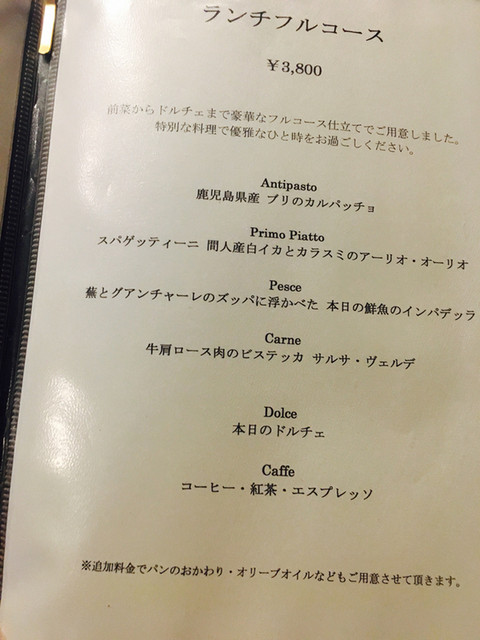 ランチフルコース
¥3,800
前菜からドルチェまで豪華なフルコース仕立てでご用意しました。
特別な料理で優雅なひと時をお過ごしください。
Antipasto
鹿児島県産 ブリのカルパッチョ
Primo Piatto
スパゲッティーニ 間人産白イカとカラスミのアーリオ・オーリオ
Pesce
蕪とグアンチャーレのズッパに浮かべた 本日の鮮魚のインパデッラ
Carne
牛肩ロース肉のビステッカ サルサ・ヴェルデ
Dolce
本日のドルチェ
Caffe
コーヒー・紅茶・エスプレッソ
※追加料金でパンのおかわり・オリーブオイルなどもご用意させて頂きます。